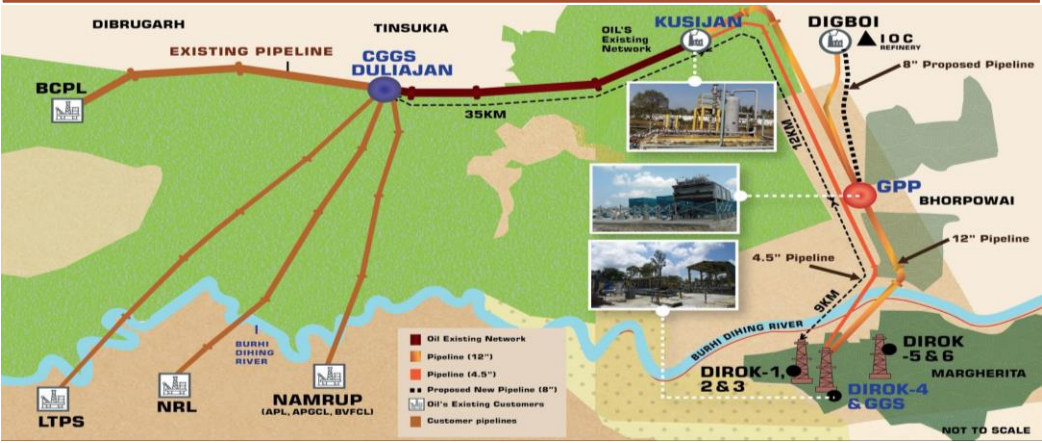 DIBRUGARH
TINSUKIA
OIL'S
Existing
Network
KUSIJAN
DIGBOI
IOC
REFINERY
EXISTING PIPELINE
CGGS
DULIAJAN
8" Proposed Pipeline
BCPL
35KM
12KM
GPP
BHORPOWAI
12" Pipeline
4.5" Pipeline
9KM
BURHI DIHING RIVER
BURHI
DIHING
RIVER
DIROK
-5 & 6
DIROK-1,
2 & 3
MARGHERITA
DIROK-4
& GGS
LTPS
NRL
NAMRUP
(APL, APGCL, BVFCL)
Oil Existing Network
Pipeline (12")
Pipeline (4.5")
Proposed New Pipeline (8")
Oil's Existing Customers
Customer pipelines
NOT TO SCALE